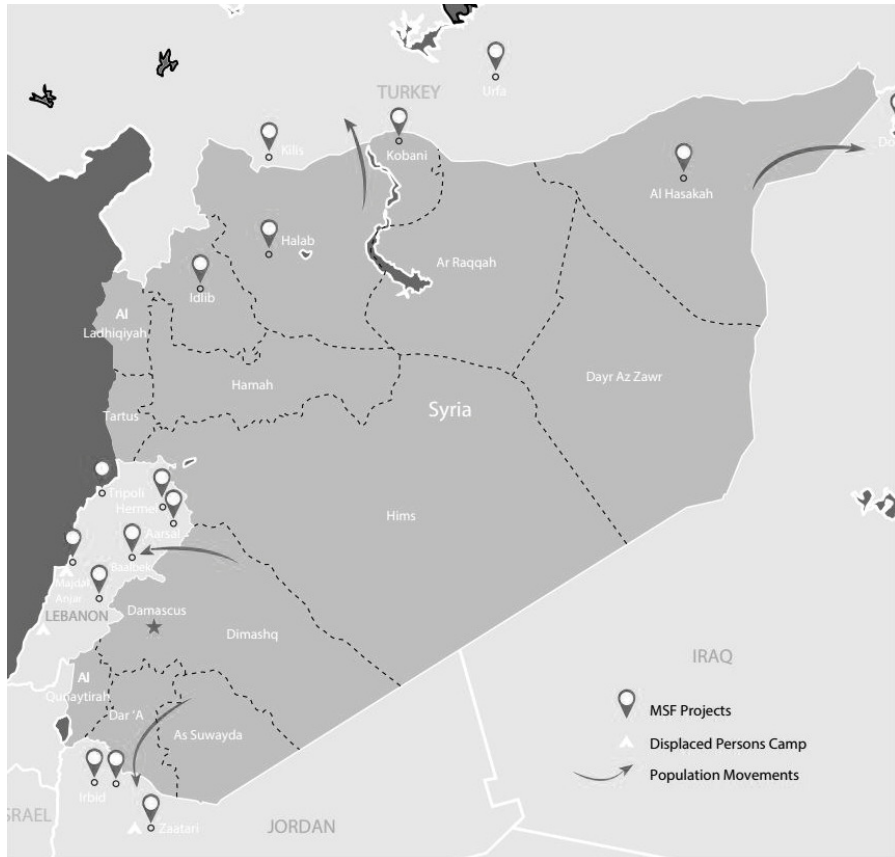 Urfa
TURKEY
Kobani
Kilis
Do
Al Hasakah
Halab
Ar Raqqah
Idlib
Al
Ladhiqiyah
Hamah
Dayr Az Zawr
Syria
Tartus
Tripoli
Hermel
Hims
Aarsal
Baalbek
Majdal
Anjar
LEBANON
Damascus
Dimashq
IRAQ
Al
Qunaytirah
Dar 'A
As Suwayda
MSF Projects
Displaced Persons Camp
Population Movements
Irbid
SRAEL
Zaatari
JORDAN